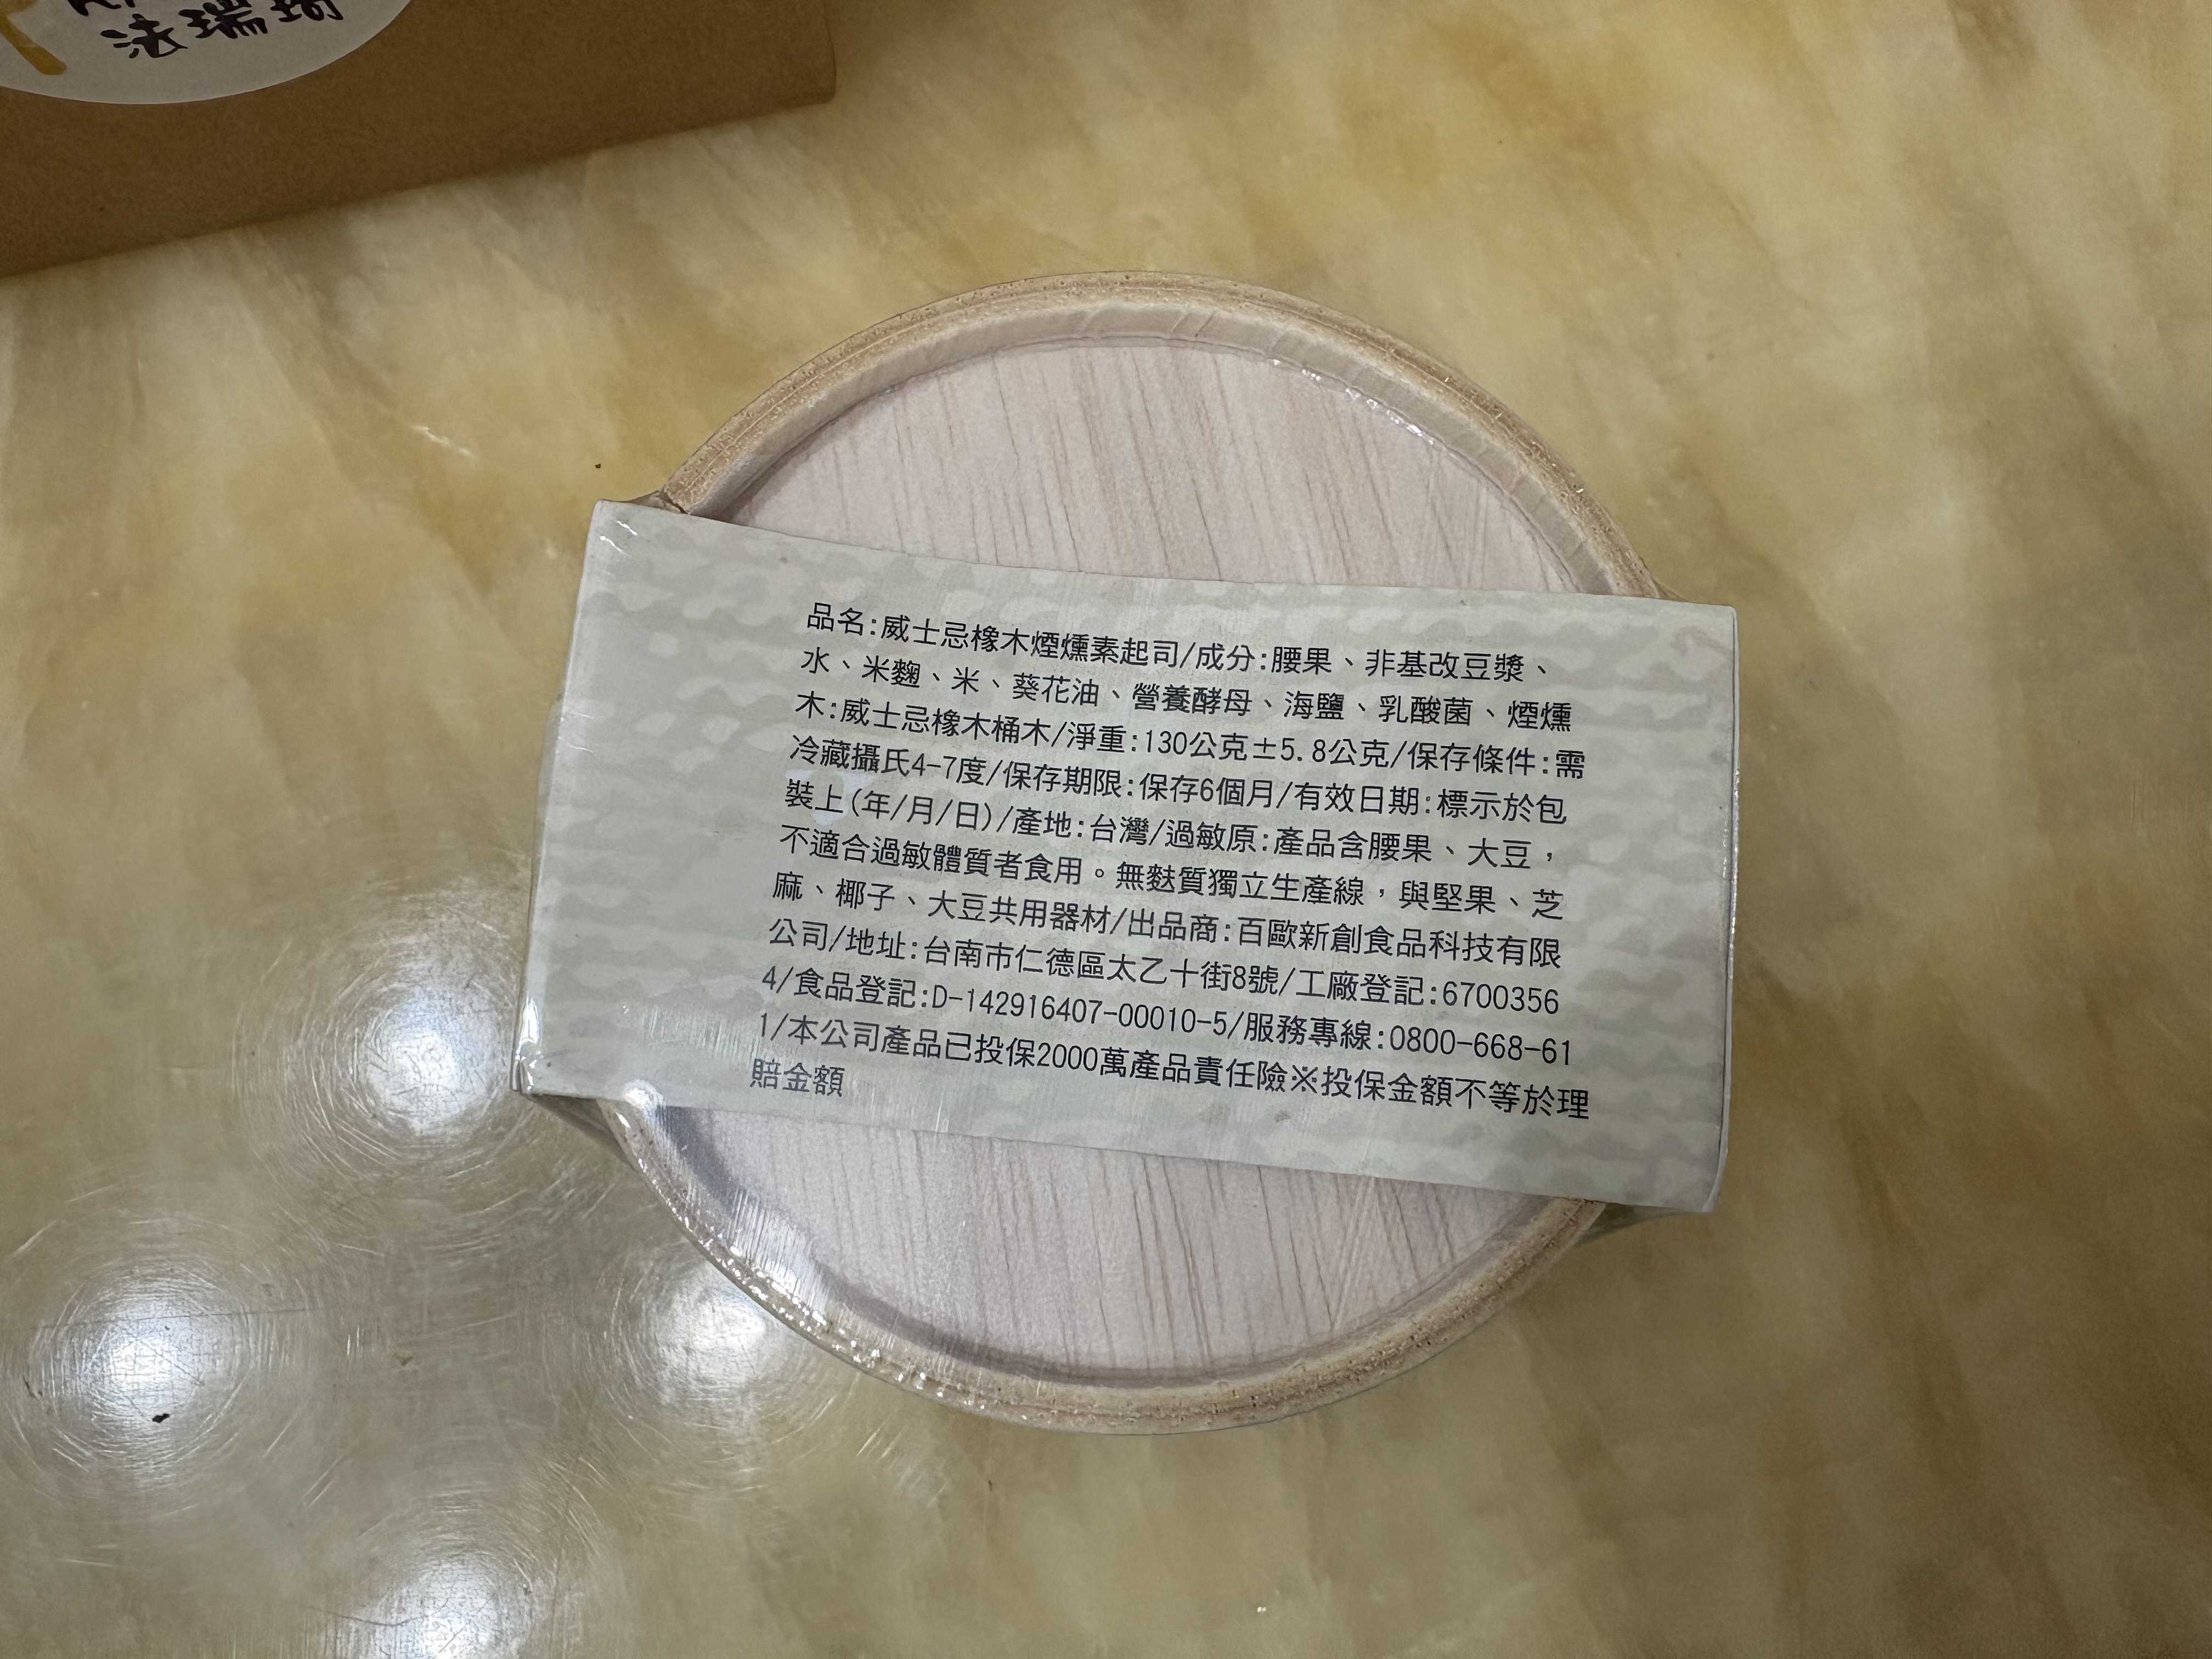 法瑞
品名:威士忌橡木煙燻素起司/成分:腰果、非基改豆漿、
水、米麴、米、葵花油、營養酵母、海鹽、乳酸菌、煙燻
木:威士忌橡木桶木/淨重:130公克±5.8公克/保存條件:需
冷藏攝氏4-7度/保存期限:保存6個月/有效日期:標示於包
裝上(年/月/日)/產地:台灣/過敏原:產品含腰果、大豆，
不適合過敏體質者食用。無麩質獨立生產線，與堅果、芝
麻、椰子、大豆共用器材/出品商:百歐新創食品科技有限
公司/地址:台南市仁德區太乙十街8號/工廠登記:6700356
4/食品登記:D-142916407-00010-5/服務專線:0800-668-61
1/本公司產品已投保2000萬產品責任險※投保金額不等於理
賠金額